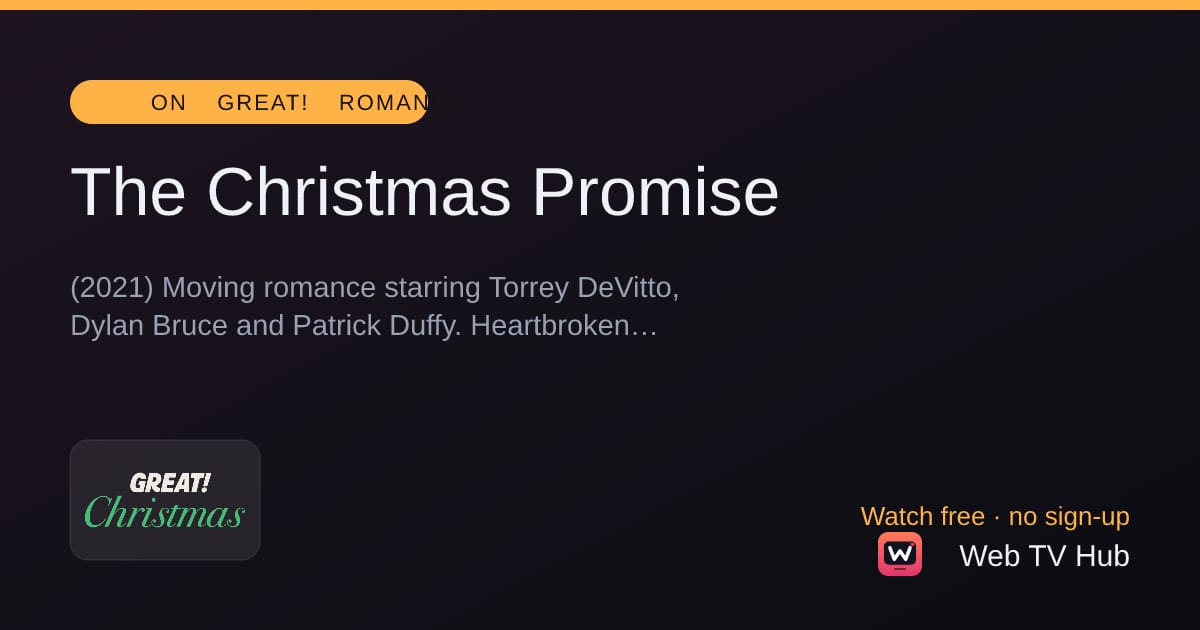 ON GREAT! ROMAN
The Christmas Promise
(2021) Moving romance starring Torrey DeVitto,
Dylan Bruce and Patrick Duffy. Heartbroken…
GREAT!
Christmas
Watch free · no sign-up
W
Web TV Hub